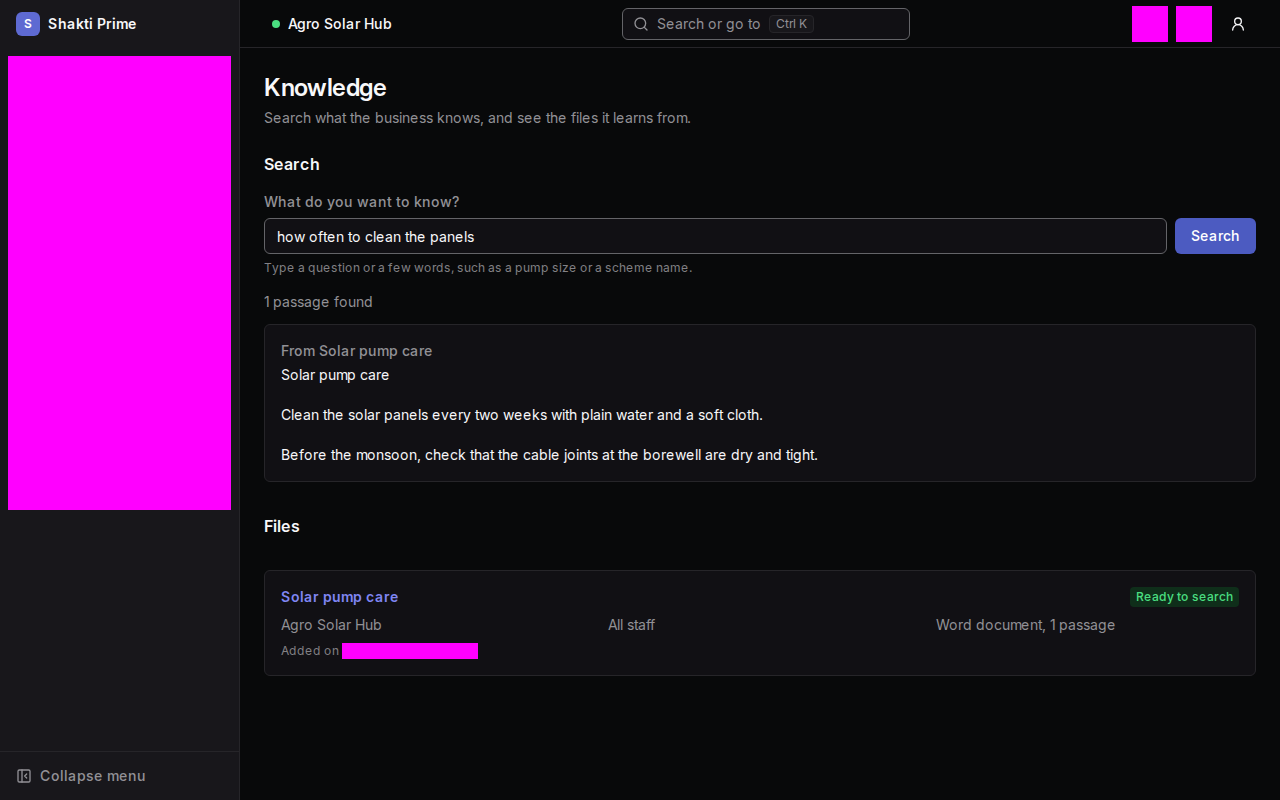 S Shakti Prime
Agro Solar Hub
Search or go to Ctrl K
Knowledge
Search what the business knows, and see the files it learns from.
Search
What do you want to know?
how often to clean the panels
Search
Type a question or a few words, such as a pump size or a scheme name.
1 passage found
From Solar pump care
Solar pump care
Clean the solar panels every two weeks with plain water and a soft cloth.
Before the monsoon, check that the cable joints at the borewell are dry and tight.
Files
Solar pump care
Ready to search
Agro Solar Hub
All staff
Word document, 1 passage
Added on
Collapse menu